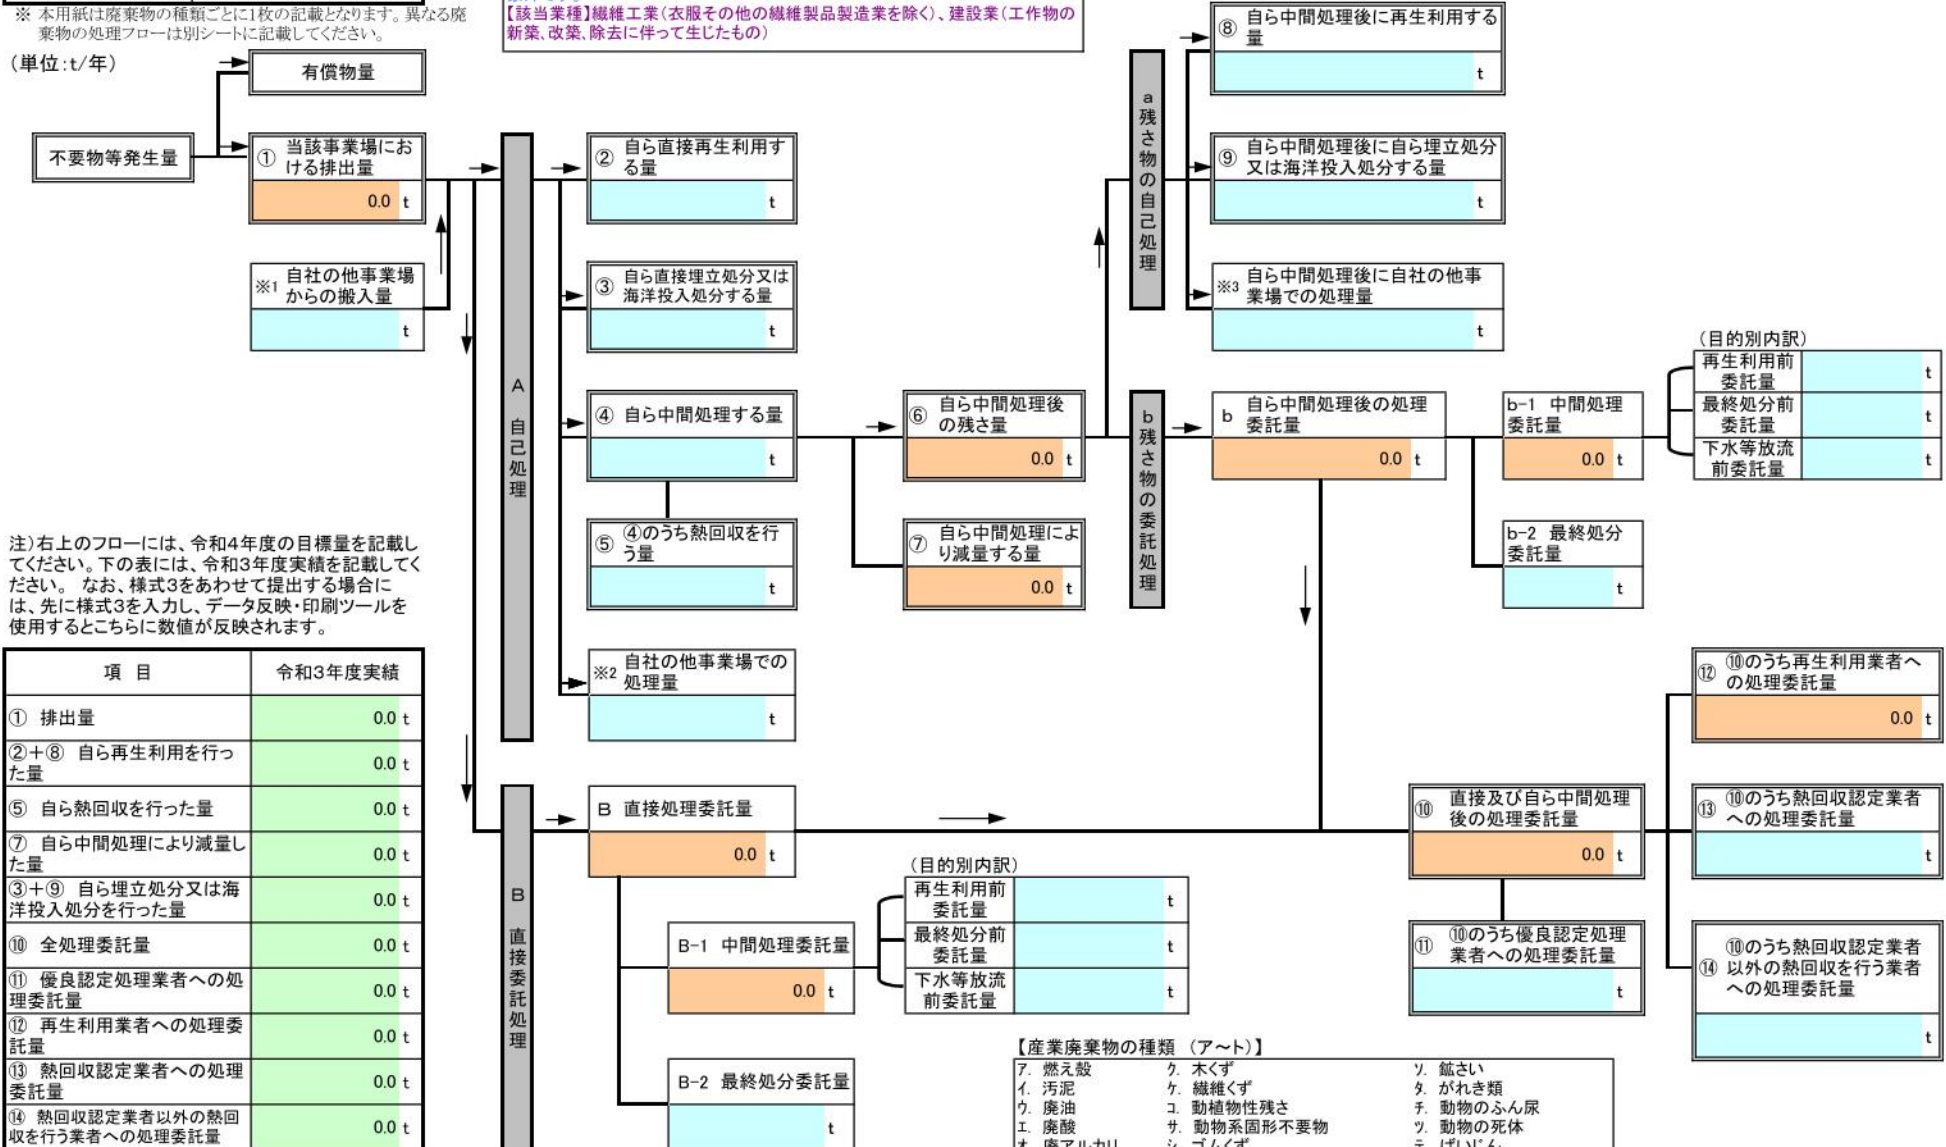 ※ 本用紙は廃棄物の種類ごとに1枚の記載となります。異なる廃
棄物の処理フローは別シートに記載してください。
【該当業種】繊維工業(衣服その他の繊維製品製造業を除く)、建設業(工作物の
新築、改築、除去に伴って生じたもの)
(単位:t/年)
有償物量
不要物等発生量
① 当該事業場にお
ける排出量
0.0 t
※1 自社の他事業場
からの搬入量
t
A 自己処理
② 自ら直接再生利用す
る量
t
③ 自ら直接埋立処分又は
海洋投入処分する量
t
④ 自ら中間処理する量
t
⑤ ④のうち熱回収を行
う量
t
※2 自社の他事業場での
処理量
t
⑥ 自ら中間処理後
の残さ量
0.0 t
⑦ 自ら中間処理によ
り減量する量
0.0 t
a 残さ物の自己処理
⑧ 自ら中間処理後に再生利用する
量
t
⑨ 自ら中間処理後に自ら埋立処分
又は海洋投入処分する量
t
※3 自ら中間処理後に自社の他事
業場での処理量
t
b 残さ物の委託処理
b 自ら中間処理後の処理
委託量
0.0 t
b-1 中間処理
委託量
0.0 t
(目的別内訳)
再生利用前
委託量
t
最終処分前
委託量
t
下水等放流
前委託量
t
b-2 最終処分
委託量
t
注)右上のフローには、令和4年度の目標量を記載し
てください。下の表には、令和3年度実績を記載してく
ださい。 なお、様式3をあわせて提出する場合に
は、先に様式3を入力し、データ反映・印刷ツールを
使用するとこちらに数値が反映されます。
項 目 令和3年度実績
① 排出量 0.0 t
②+⑧ 自ら再生利用を行っ
た量
0.0 t
⑤ 自ら熱回収を行った量 0.0 t
⑦ 自ら中間処理により減量し
た量
0.0 t
③+⑨ 自ら埋立処分又は海
洋投入処分を行った量
0.0 t
⑩ 全処理委託量 0.0 t
⑪ 優良認定処理業者への処
理委託量
0.0 t
⑫ 再生利用業者への処理委
託量
0.0 t
⑬ 熱回収認定業者への処理
委託量
0.0 t
⑭ 熱回収認定業者以外の熱回
収を行う業者への処理委託量
0.0 t
B 直接委託処理
B 直接処理委託量
0.0 t
B-1 中間処理委託量
0.0 t
(目的別内訳)
再生利用前
委託量
t
最終処分前
委託量
t
下水等放流
前委託量
t
B-2 最終処分委託量
t
⑩ 直接及び自ら中間処理
後の処理委託量
0.0 t
⑪ ⑩のうち優良認定処理
業者への処理委託量
t
⑫ ⑩のうち再生利用業者へ
の処理委託量
0.0 t
⑬ ⑩のうち熱回収認定業者
への処理委託量
t
⑭ ⑩のうち熱回収認定業者
以外の熱回収を行う業者
への処理委託量
t
【産業廃棄物の種類 (ア~ト)】
ア. 燃え殻 ク. 木くず ソ. 鉱さい
イ. 汚泥 ケ. 繊維くず タ. がれき類
ウ. 廃油 コ. 動植物性残さ チ. 動物のふん尿
エ. 廃酸 サ. 動物系固形不要物 ツ. 動物の死体
オ. 廃アルカリ シ. ゴムくず テ. ばいじん